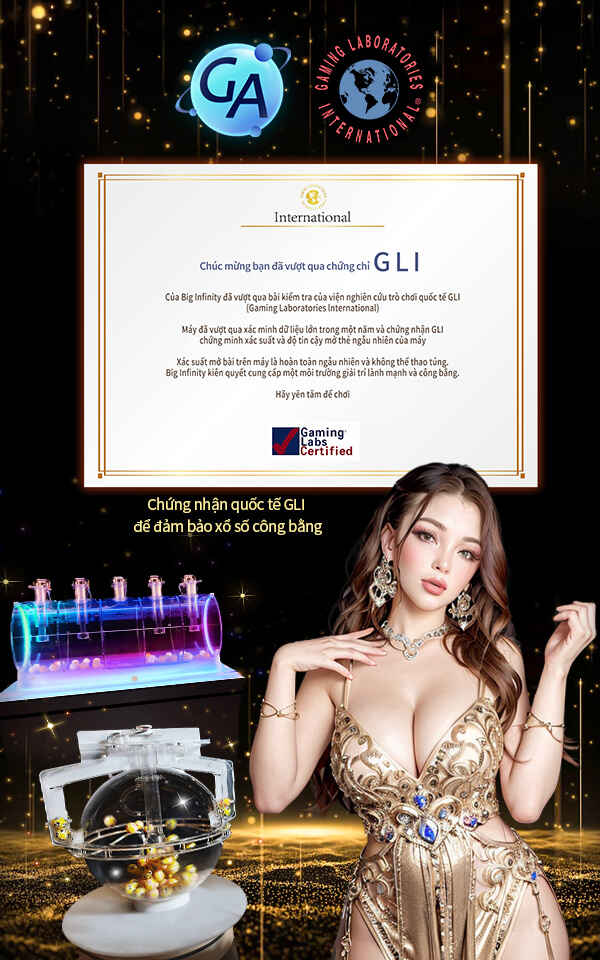 GA
GAMING LABORATORIES
INTERNATIONAL®
International
Chúc mừng bạn đã vượt qua chứng chỉ GLI
Của Big Infinity đã vượt qua bài kiểm tra của viện nghiên cứu trò chơi quốc tế GLI
(Gaming Laboratories International)
Máy đã vượt qua xác minh dữ liệu lớn trong một năm và chứng nhận GLI
chứng minh xác suất và độ tin cậy mở thẻ ngẫu nhiên của máy
Xác suất mở bài trên máy là hoàn toàn ngẫu nhiên và không thể thao túng.
Big Infinity kiên quyết cung cấp một môi trường giải trí lành mạnh và công bằng.
Hãy yên tâm để chơi
Gaming
Labs
Certified
Chứng nhận quốc tế GLI
để đảm bảo xổ số công bằng